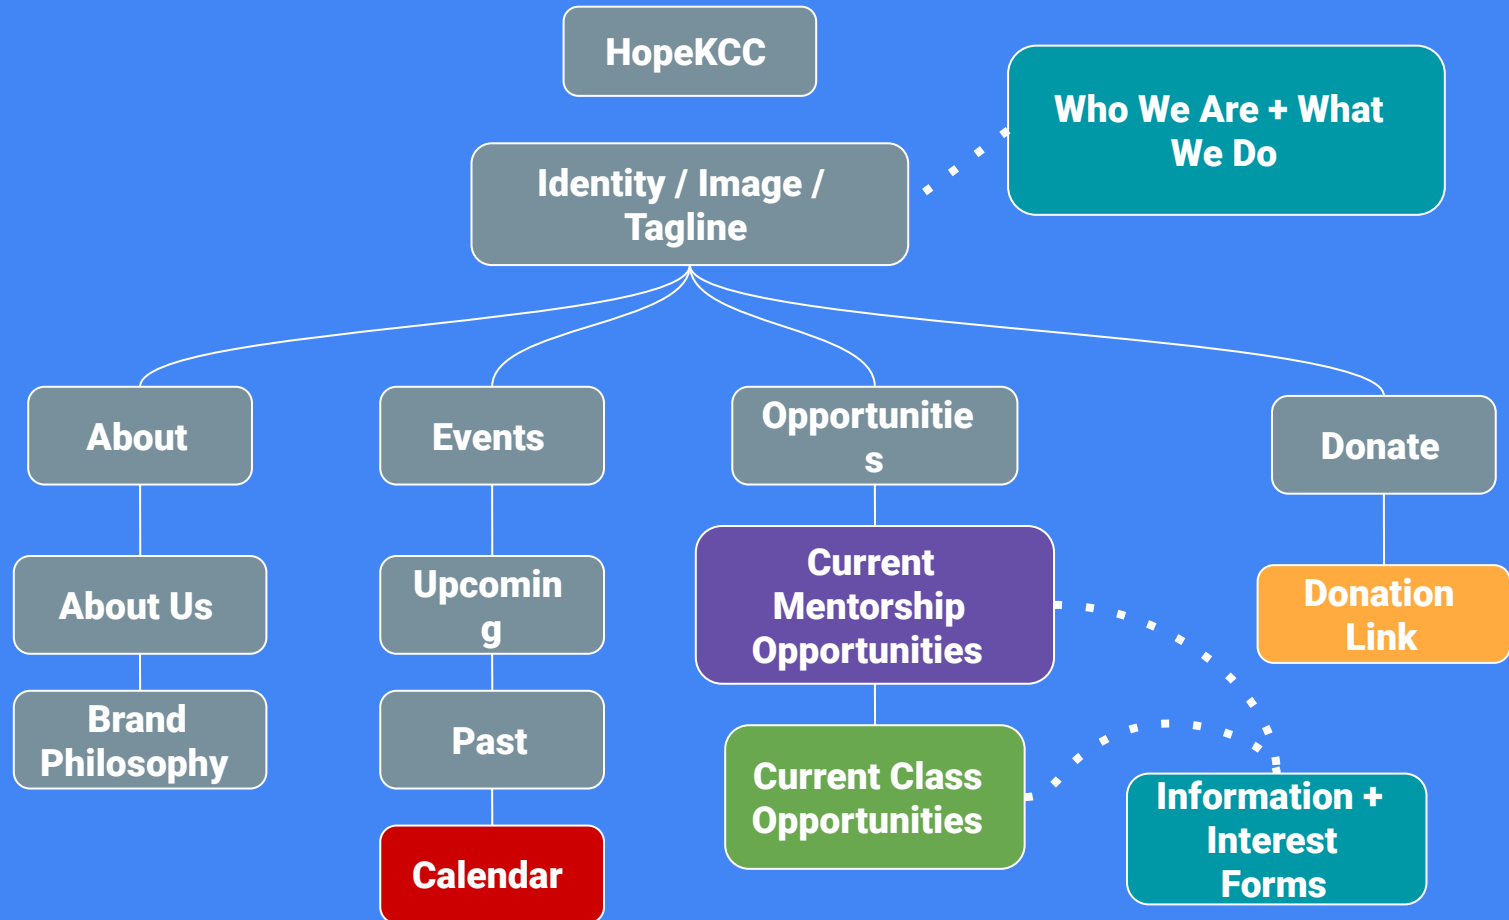 HopeKCC
Who We Are + What
We Do
Identity / Image /
Tagline
About
Events
Opportunitie
s
Donate
About Us
Upcomin
g
Current
Mentorship
Opportunities
Donation
Link
Brand
Philosophy
Past
Current Class
Opportunities
Information +
Interest
Forms
Calendar